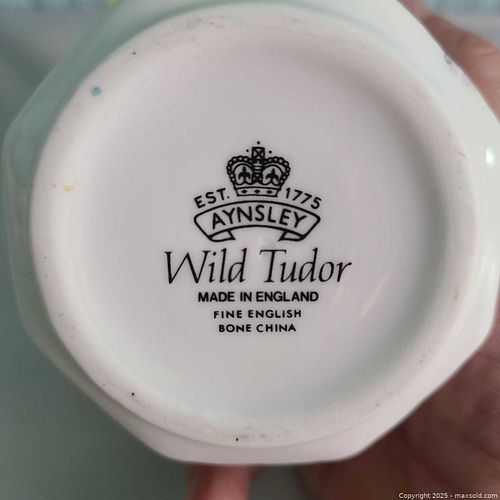 EST. 1775
AYNSLEY
Wild Tudor
MADE IN ENGLAND
FINE ENGLISH
BONE CHINA
Copyright 2025 - maxsold.com